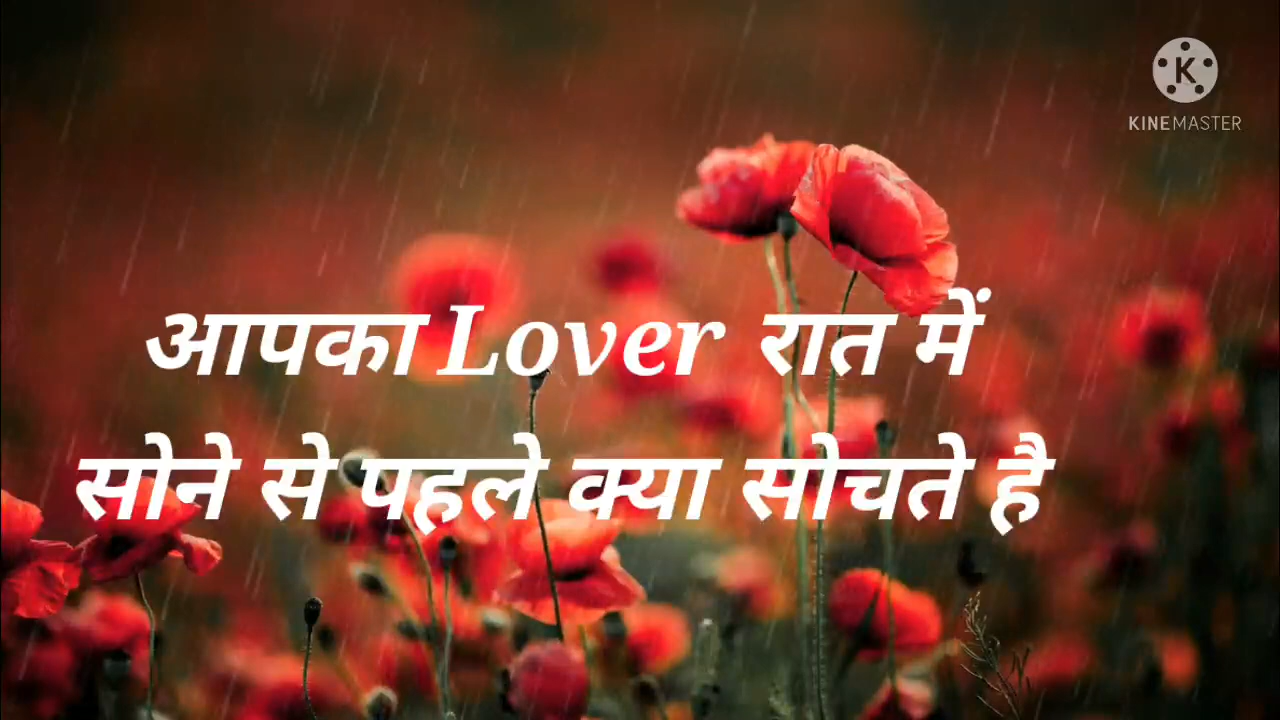 KINEMASTER
आपका Lover रात में
सोने से पहले क्या सोचते है